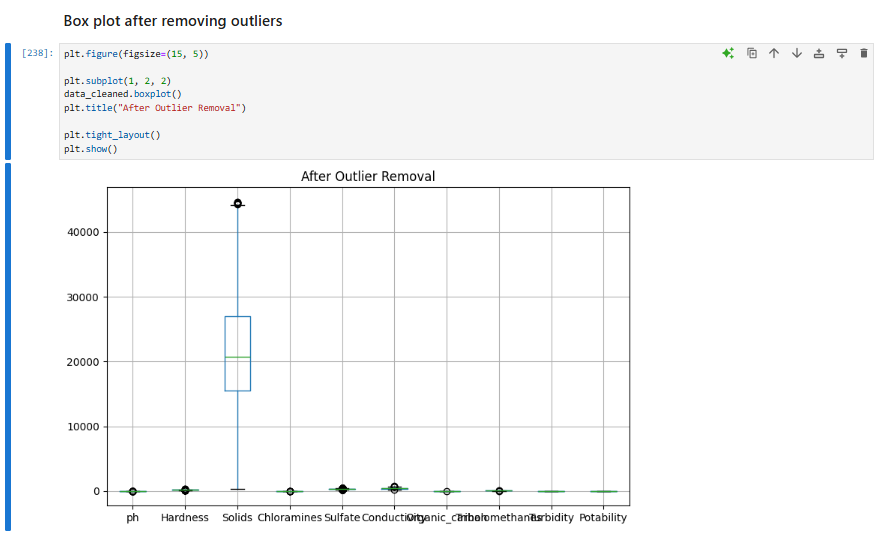 Box plot after removing outliers
[238]: plt.figure(figsize=(15, 5))
plt.subplot(1, 2, 2)
data_cleaned.boxplot()
plt.title("After Outlier Removal")
plt.tight_layout()
plt.show()
After Outlier Removal
40000
30000
20000
10000
0
ph Hardness Solids Chloramines Sulfate Conductivity Organic_carbon Trihalomethanes Turbidity Potability